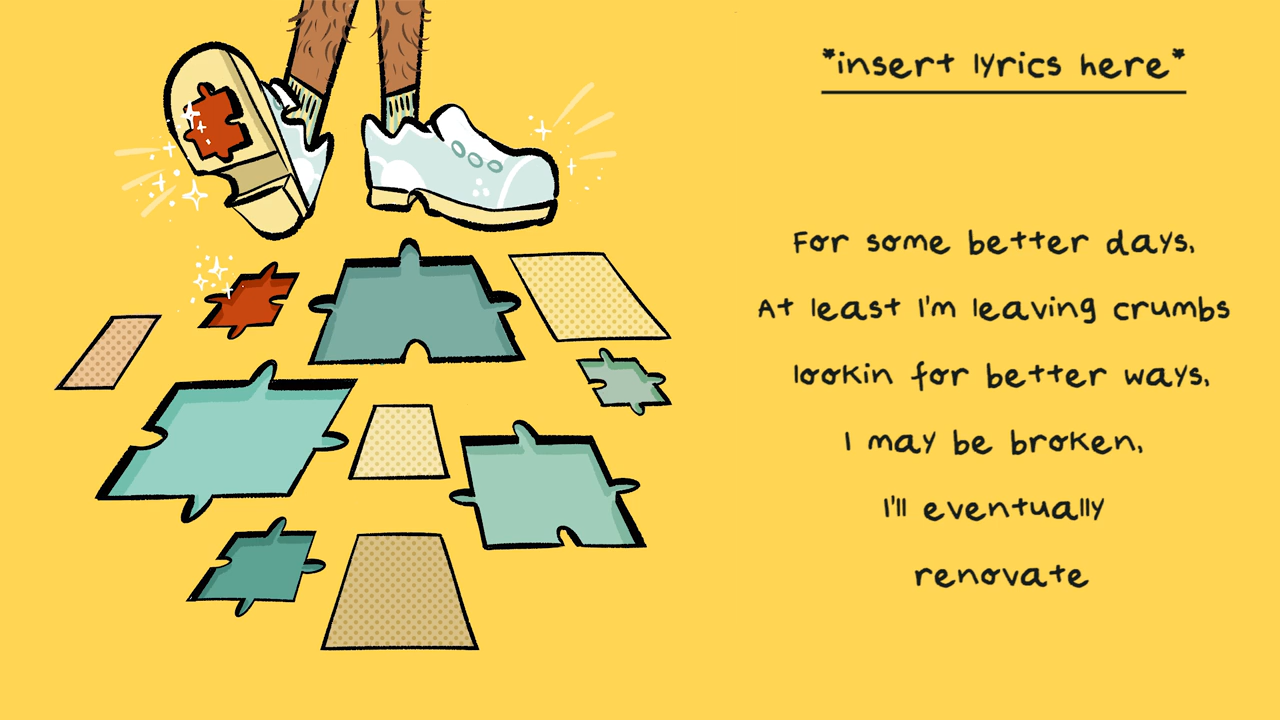 *insert lyrics here*
For some better days,
At least I'm leaving crumbs
lookin for better ways,
I may be broken,
I'll eventually
renovate